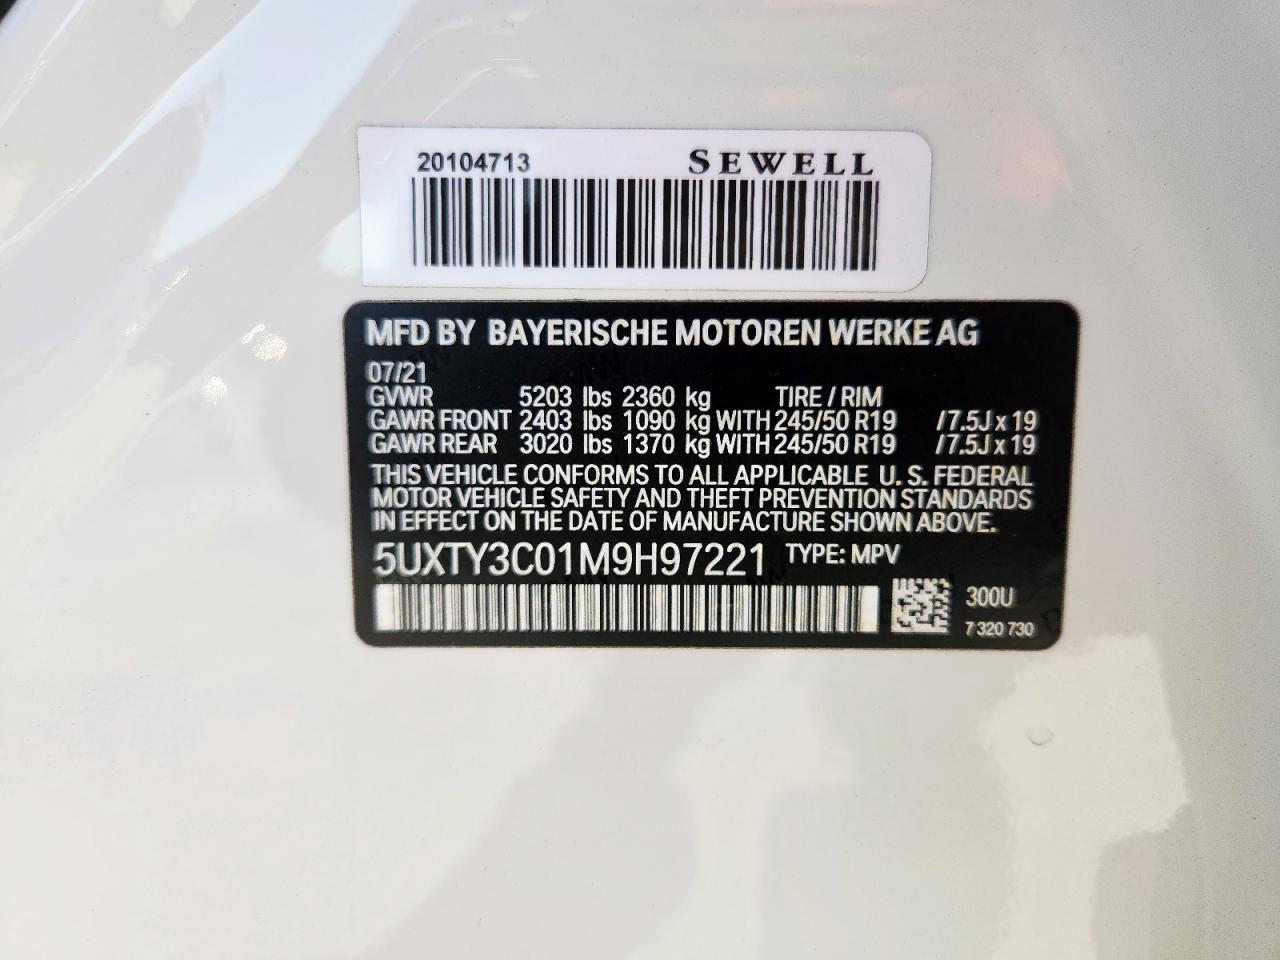 20104713 SEWELL
MFD BY BAYERISCHE MOTOREN WERKE AG
07/21
GVWR 5203 lbs 2360 kg TIRE / RIM
GAWR FRONT 2403 lbs 1090 kg WITH 245/50 R19 / 7.5J x 19
GAWR REAR 3020 lbs 1370 kg WITH 245/50 R19 / 7.5J x 19
THIS VEHICLE CONFORMS TO ALL APPLICABLE U. S. FEDERAL
MOTOR VEHICLE SAFETY AND THEFT PREVENTION STANDARDS
IN EFFECT ON THE DATE OF MANUFACTURE SHOWN ABOVE.
5UXTY3C01M9H97221 TYPE: MPV
300U
7 320 730